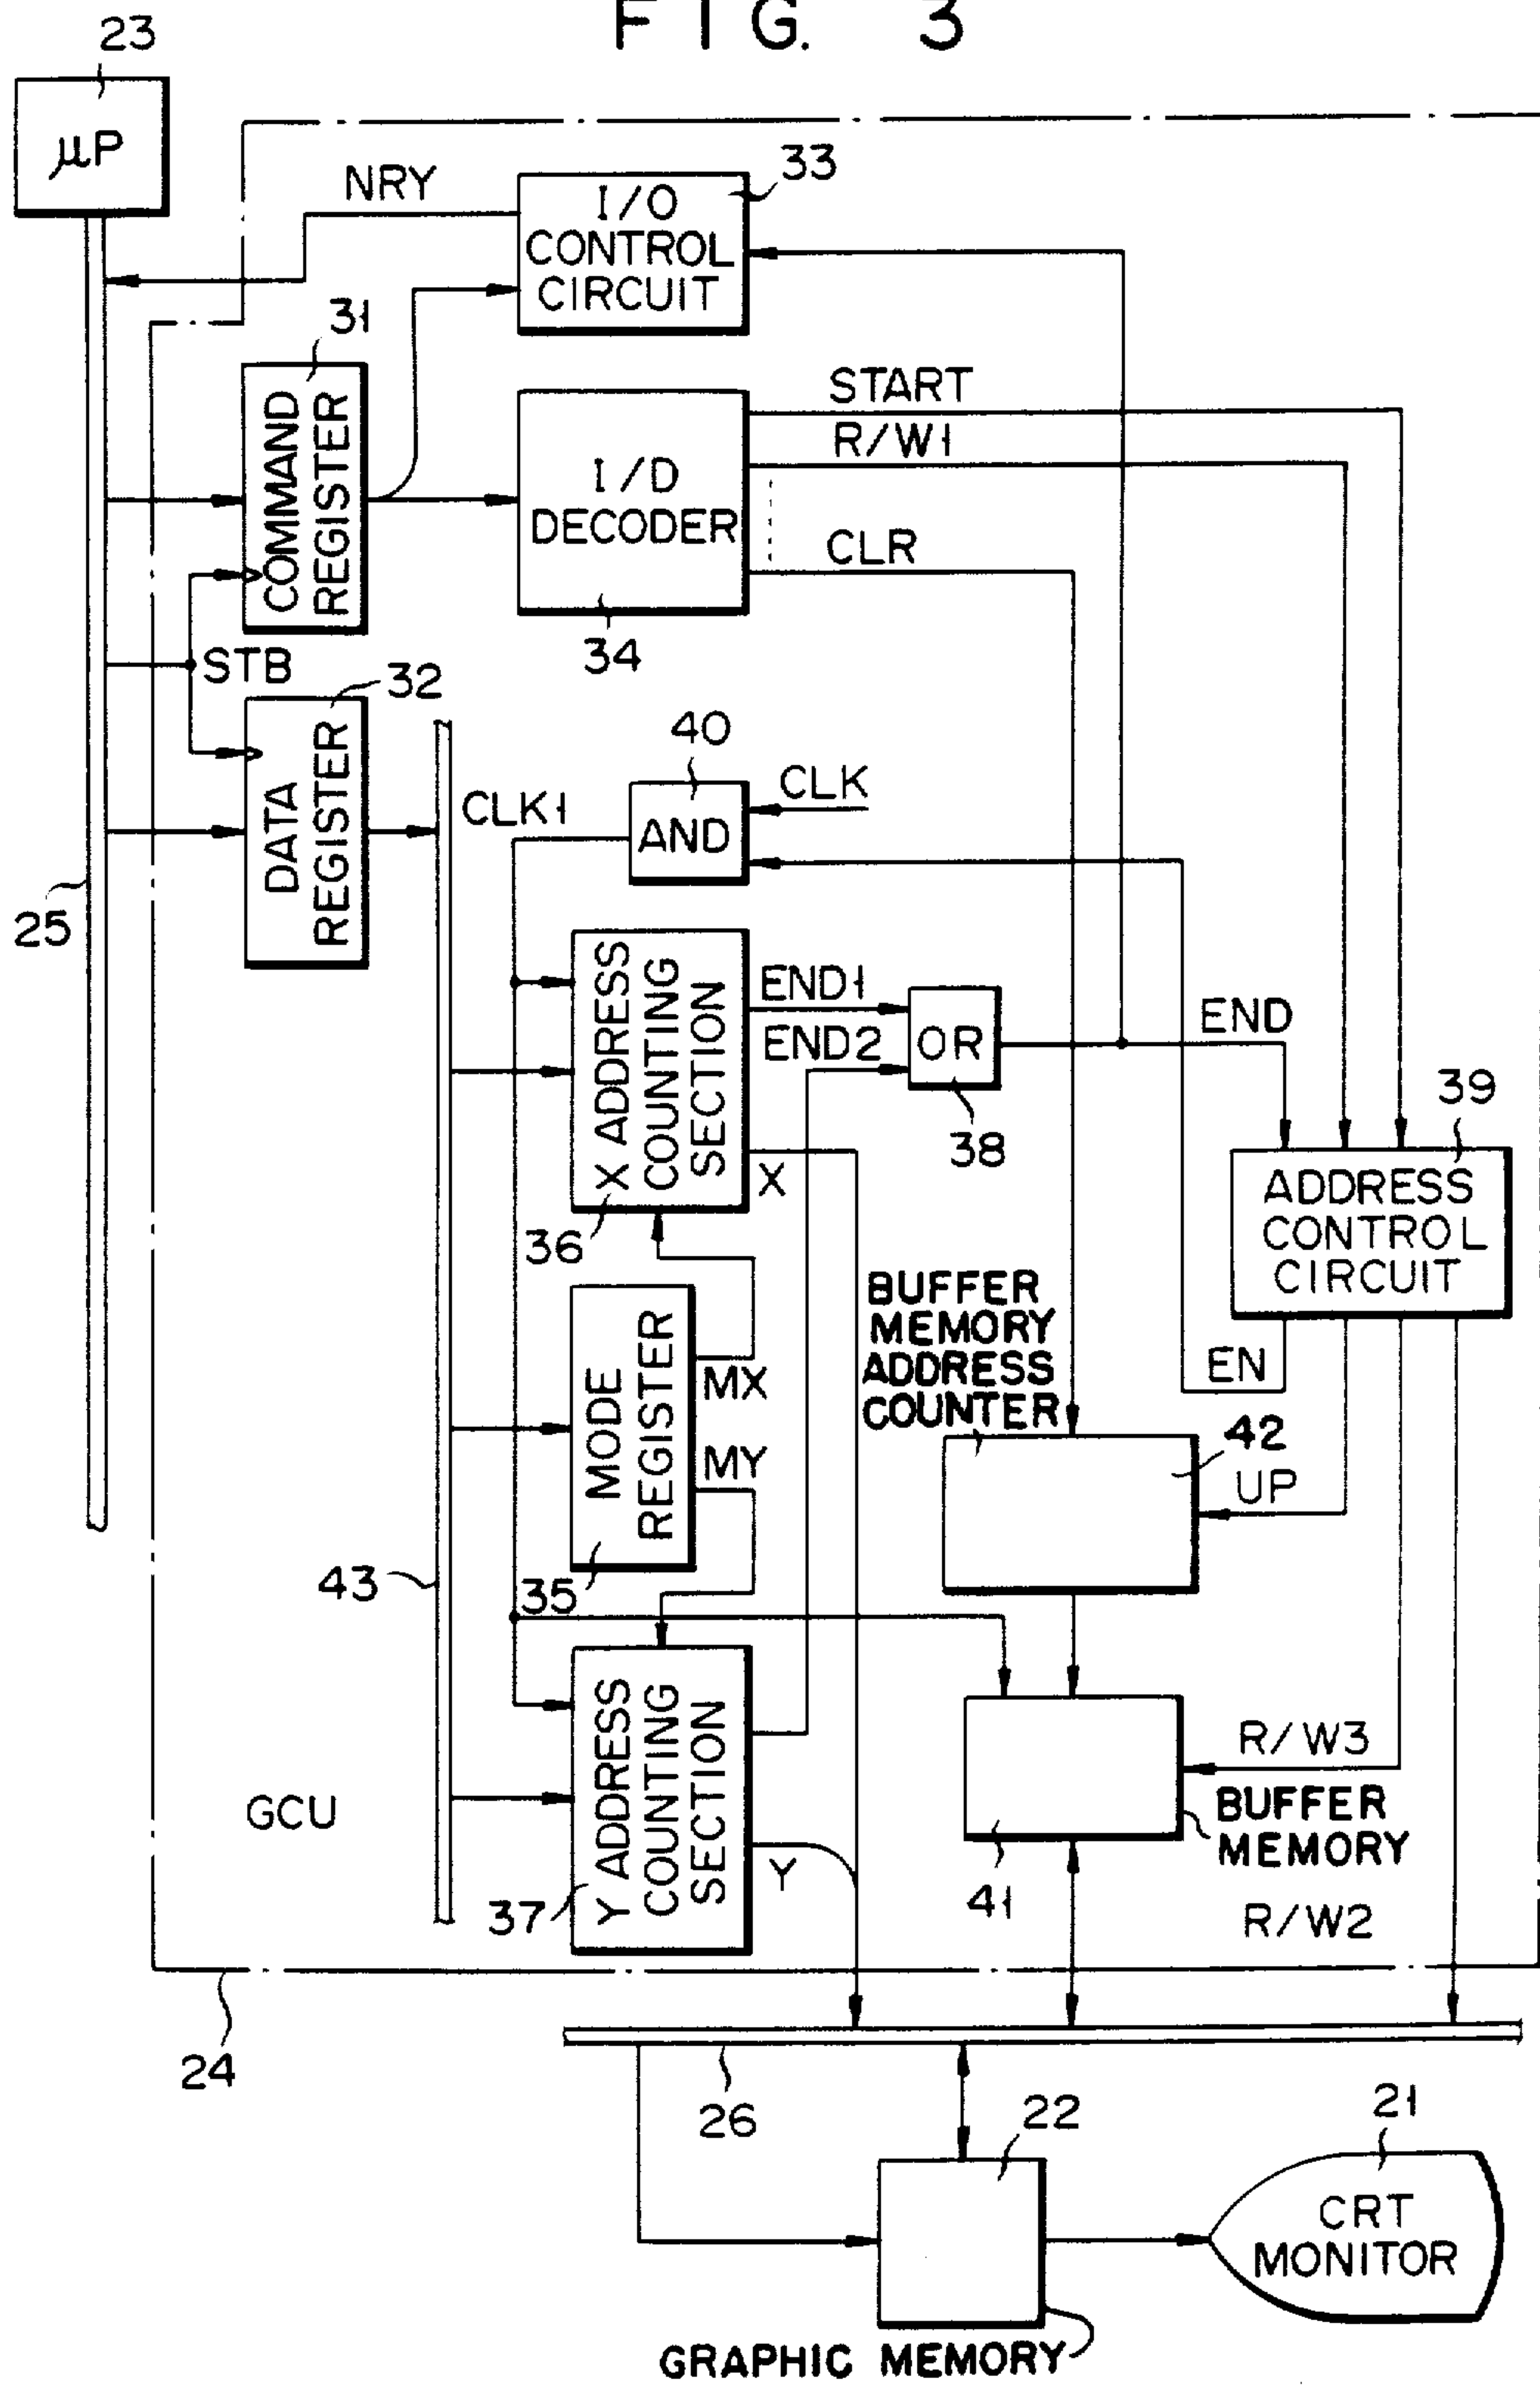 FIG. 3
23
μP
NRY
33
I/O
CONTROL
CIRCUIT
31
COMMAND
REGISTER
START
R/W1
I/D
DECODER
CLR
34
STB
32
DATA
REGISTER
40
CLK
CLK1
AND
25
X ADDRESS
COUNTING
SECTION
END1
END2
OR
END
38
39
X
36
ADDRESS
CONTROL
CIRCUIT
BUFFER
MEMORY
ADDRESS
COUNTER
EN
MODE
REGISTER
MX
MY
42
UP
43
35
Y ADDRESS
COUNTING
SECTION
R/W3
BUFFER
MEMORY
GCU
Y
37
41
R/W2
24
26
22
21
CRT
MONITOR
GRAPHIC MEMORY